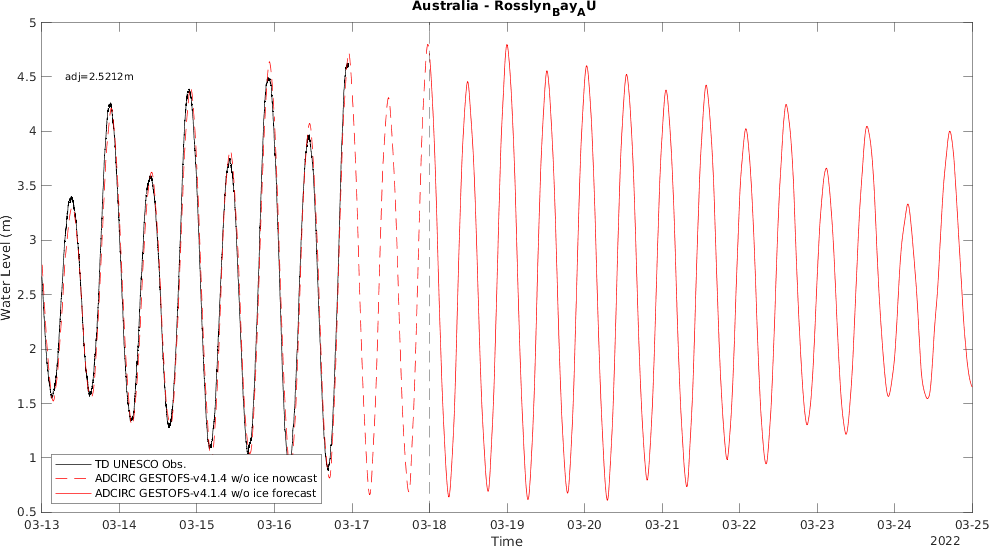 Australia - Rosslyn_Bay_AU
adj=2.5212m
Water Level (m)
5
4.5
4
3.5
3
2.5
2
1.5
1
0.5
TD UNESCO Obs.
ADCIRC GESTOFS-v4.1.4 w/o ice nowcast
ADCIRC GESTOFS-v4.1.4 w/o ice forecast
03-13 03-14 03-15 03-16 03-17 03-18 03-19 03-20 03-21 03-22 03-23 03-24 03-25
Time
2022